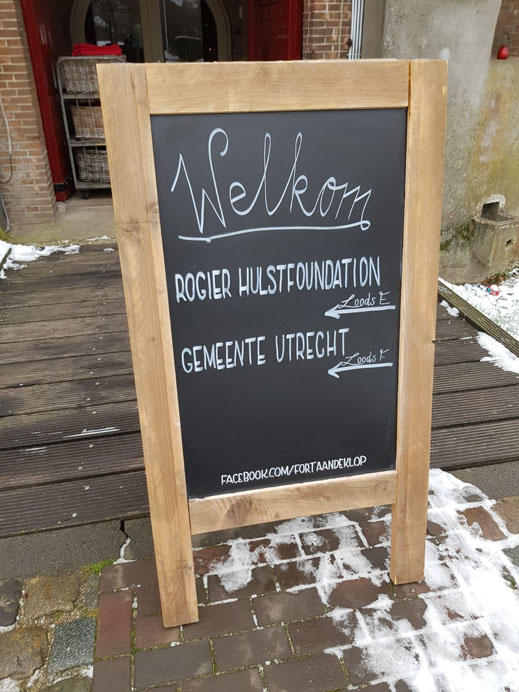 Welkom
ROGIER HULSTFOUNDATION
Loods E
GEMEENTE UTRECHT
Loods F
FACEBOOK.COM/FORTAANDEKLOP